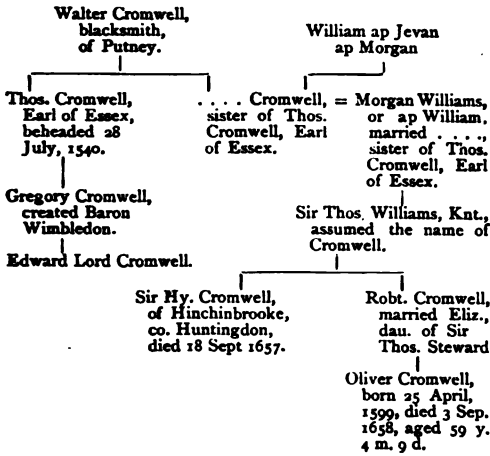 Walter Cromwell,
blacksmith,
of Putney.
William ap Jevan
ap Morgan
Thos. Cromwell,
Earl of Essex,
beheaded 28
July, 1540.
. . . . Cromwell,
sister of Thos.
Cromwell, Earl
of Essex.
= Morgan Williams,
or ap William,
married . . . .,
sister of Thos.
Cromwell, Earl
of Essex.
Gregory Cromwell,
created Baron
Wimbledon.
Edward Lord Cromwell.
Sir Thos. Williams, Knt.,
assumed the name of
Cromwell.
Sir Hy. Cromwell,
of Hinchinbrooke,
co. Huntingdon,
died 18 Sept 1657.
Robt. Cromwell,
married Eliz.,
dau. of Sir
Thos. Steward
Oliver Cromwell,
born 25 April,
1599, died 3 Sep.
1658, aged 59 y.
4 m. 9 d.